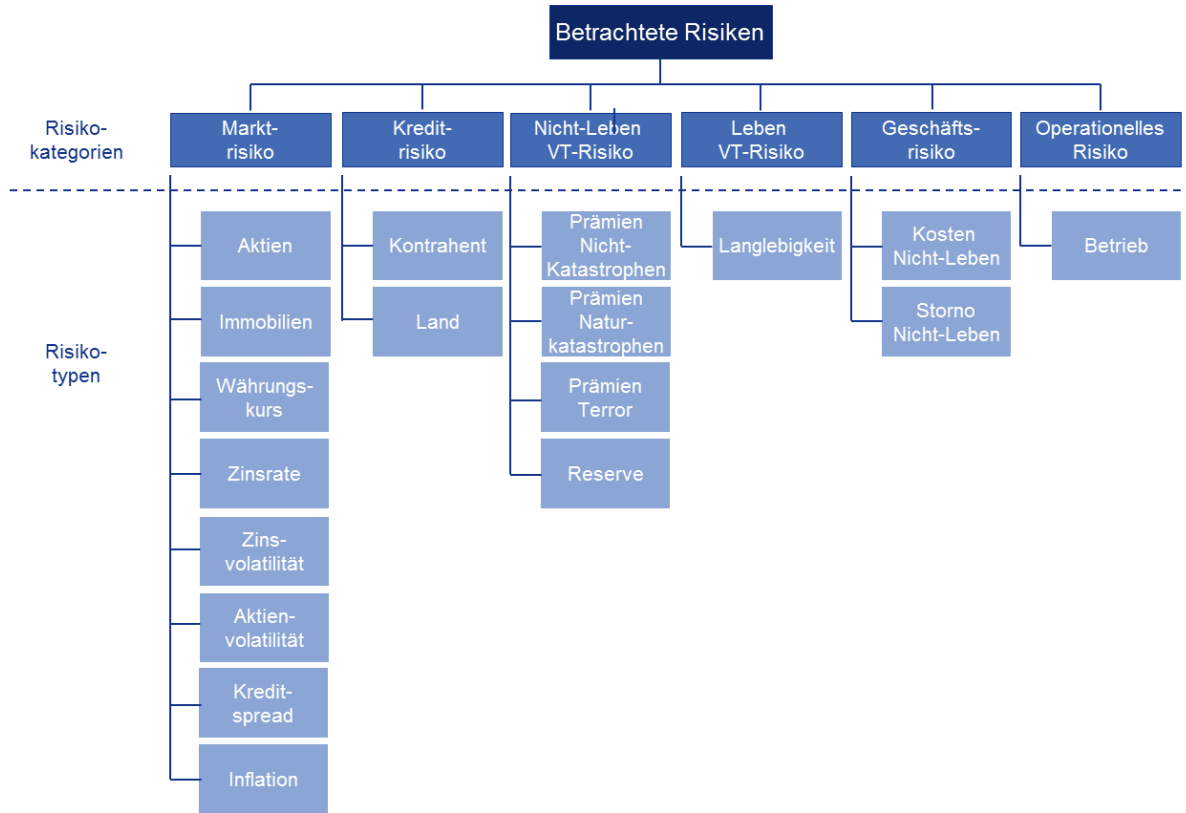 Betrachtete Risiken
Risiko-
kategorien
Markt-
risiko
Kredit-
risiko
Nicht-Leben
VT-Risiko
Leben
VT-Risiko
Geschäfts-
risiko
Operationelles
Risiko
Risiko-
typen
Aktien
Immobilien
Währungs-
kurs
Zinsrate
Zins-
volatilität
Aktien-
volatilität
Kredit-
spread
Inflation
Kontrahent
Land
Prämien
Nicht-
Katastrophen
Prämien
Natur-
katastrophen
Prämien
Terror
Reserve
Langlebigkeit
Kosten
Nicht-Leben
Storno
Nicht-Leben
Betrieb